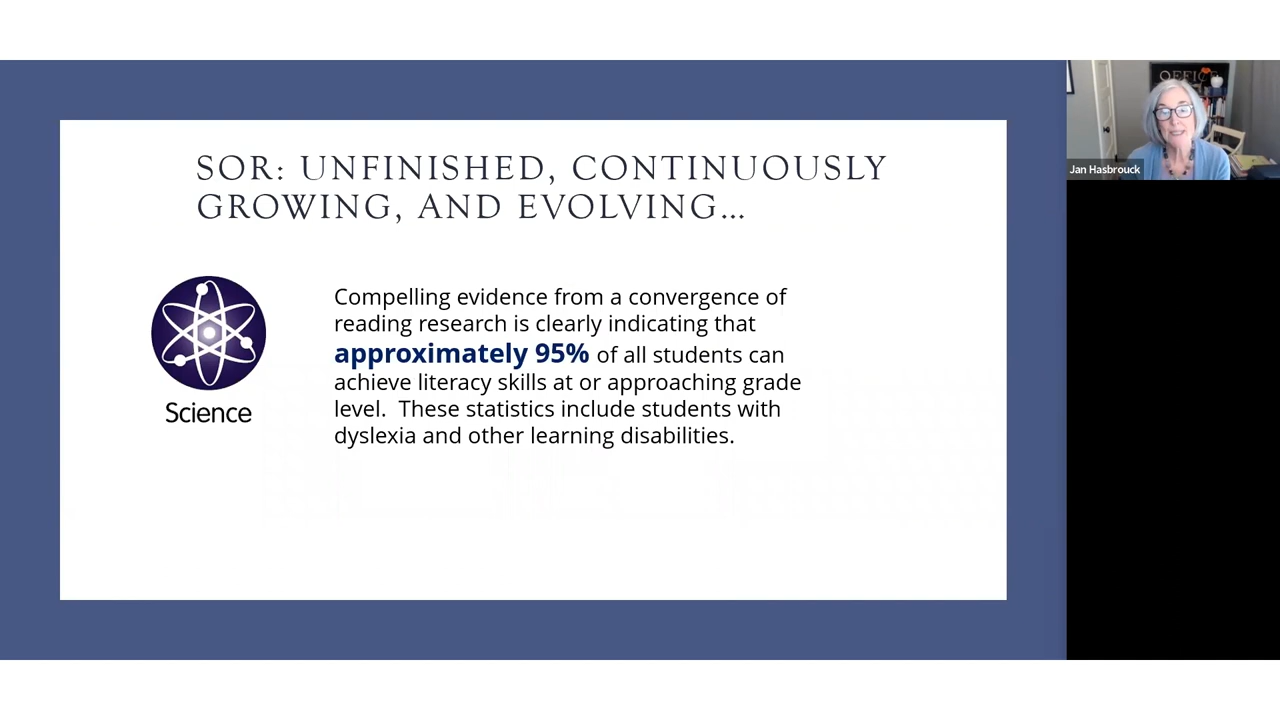 SOR: UNFINISHED, CONTINUOUSLY
GROWING, AND EVOLVING…
Compelling evidence from a convergence of
reading research is clearly indicating that
approximately 95% of all students can
achieve literacy skills at or approaching grade
level.  These statistics include students with
dyslexia and other learning disabilities.
Science
OFFICE
Jan Hasbrouck